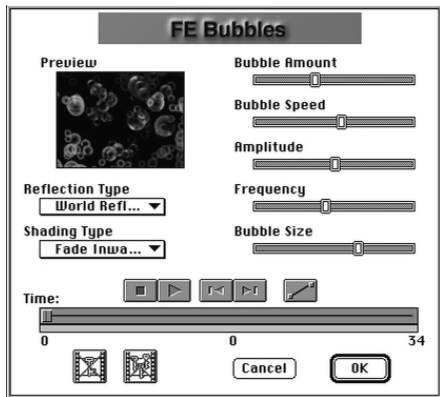 FE Bubbles
Preview
Bubble Amount
Bubble Speed
Amplitude
Reflection Type
World Refl...
Frequency
Shading Type
Fade Inwa...
Bubble Size
Time:
0 0 34
Cancel OK